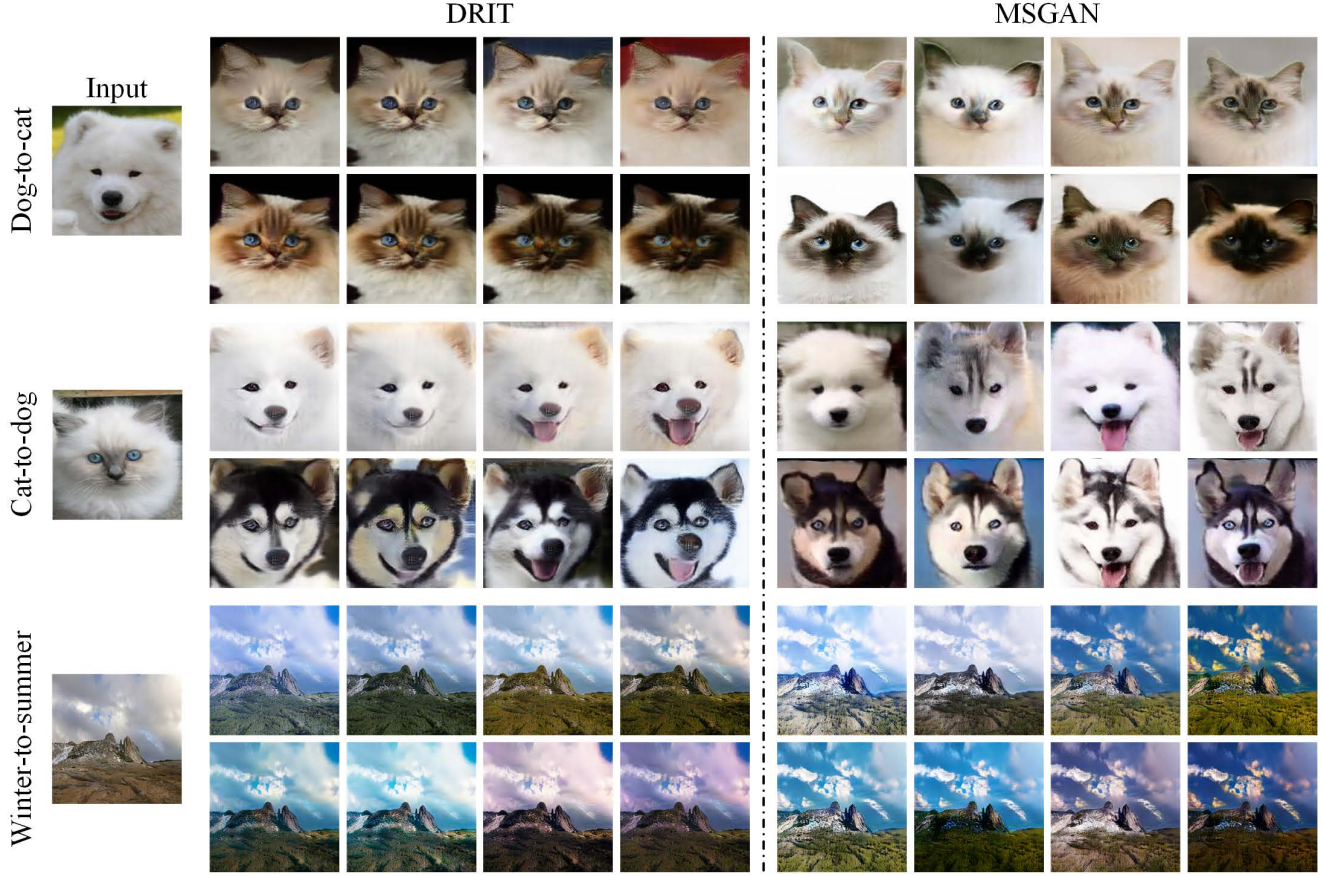 DRIT
MSGAN
Input
Dog-to-cat
Cat-to-dog
Winter-to-summer